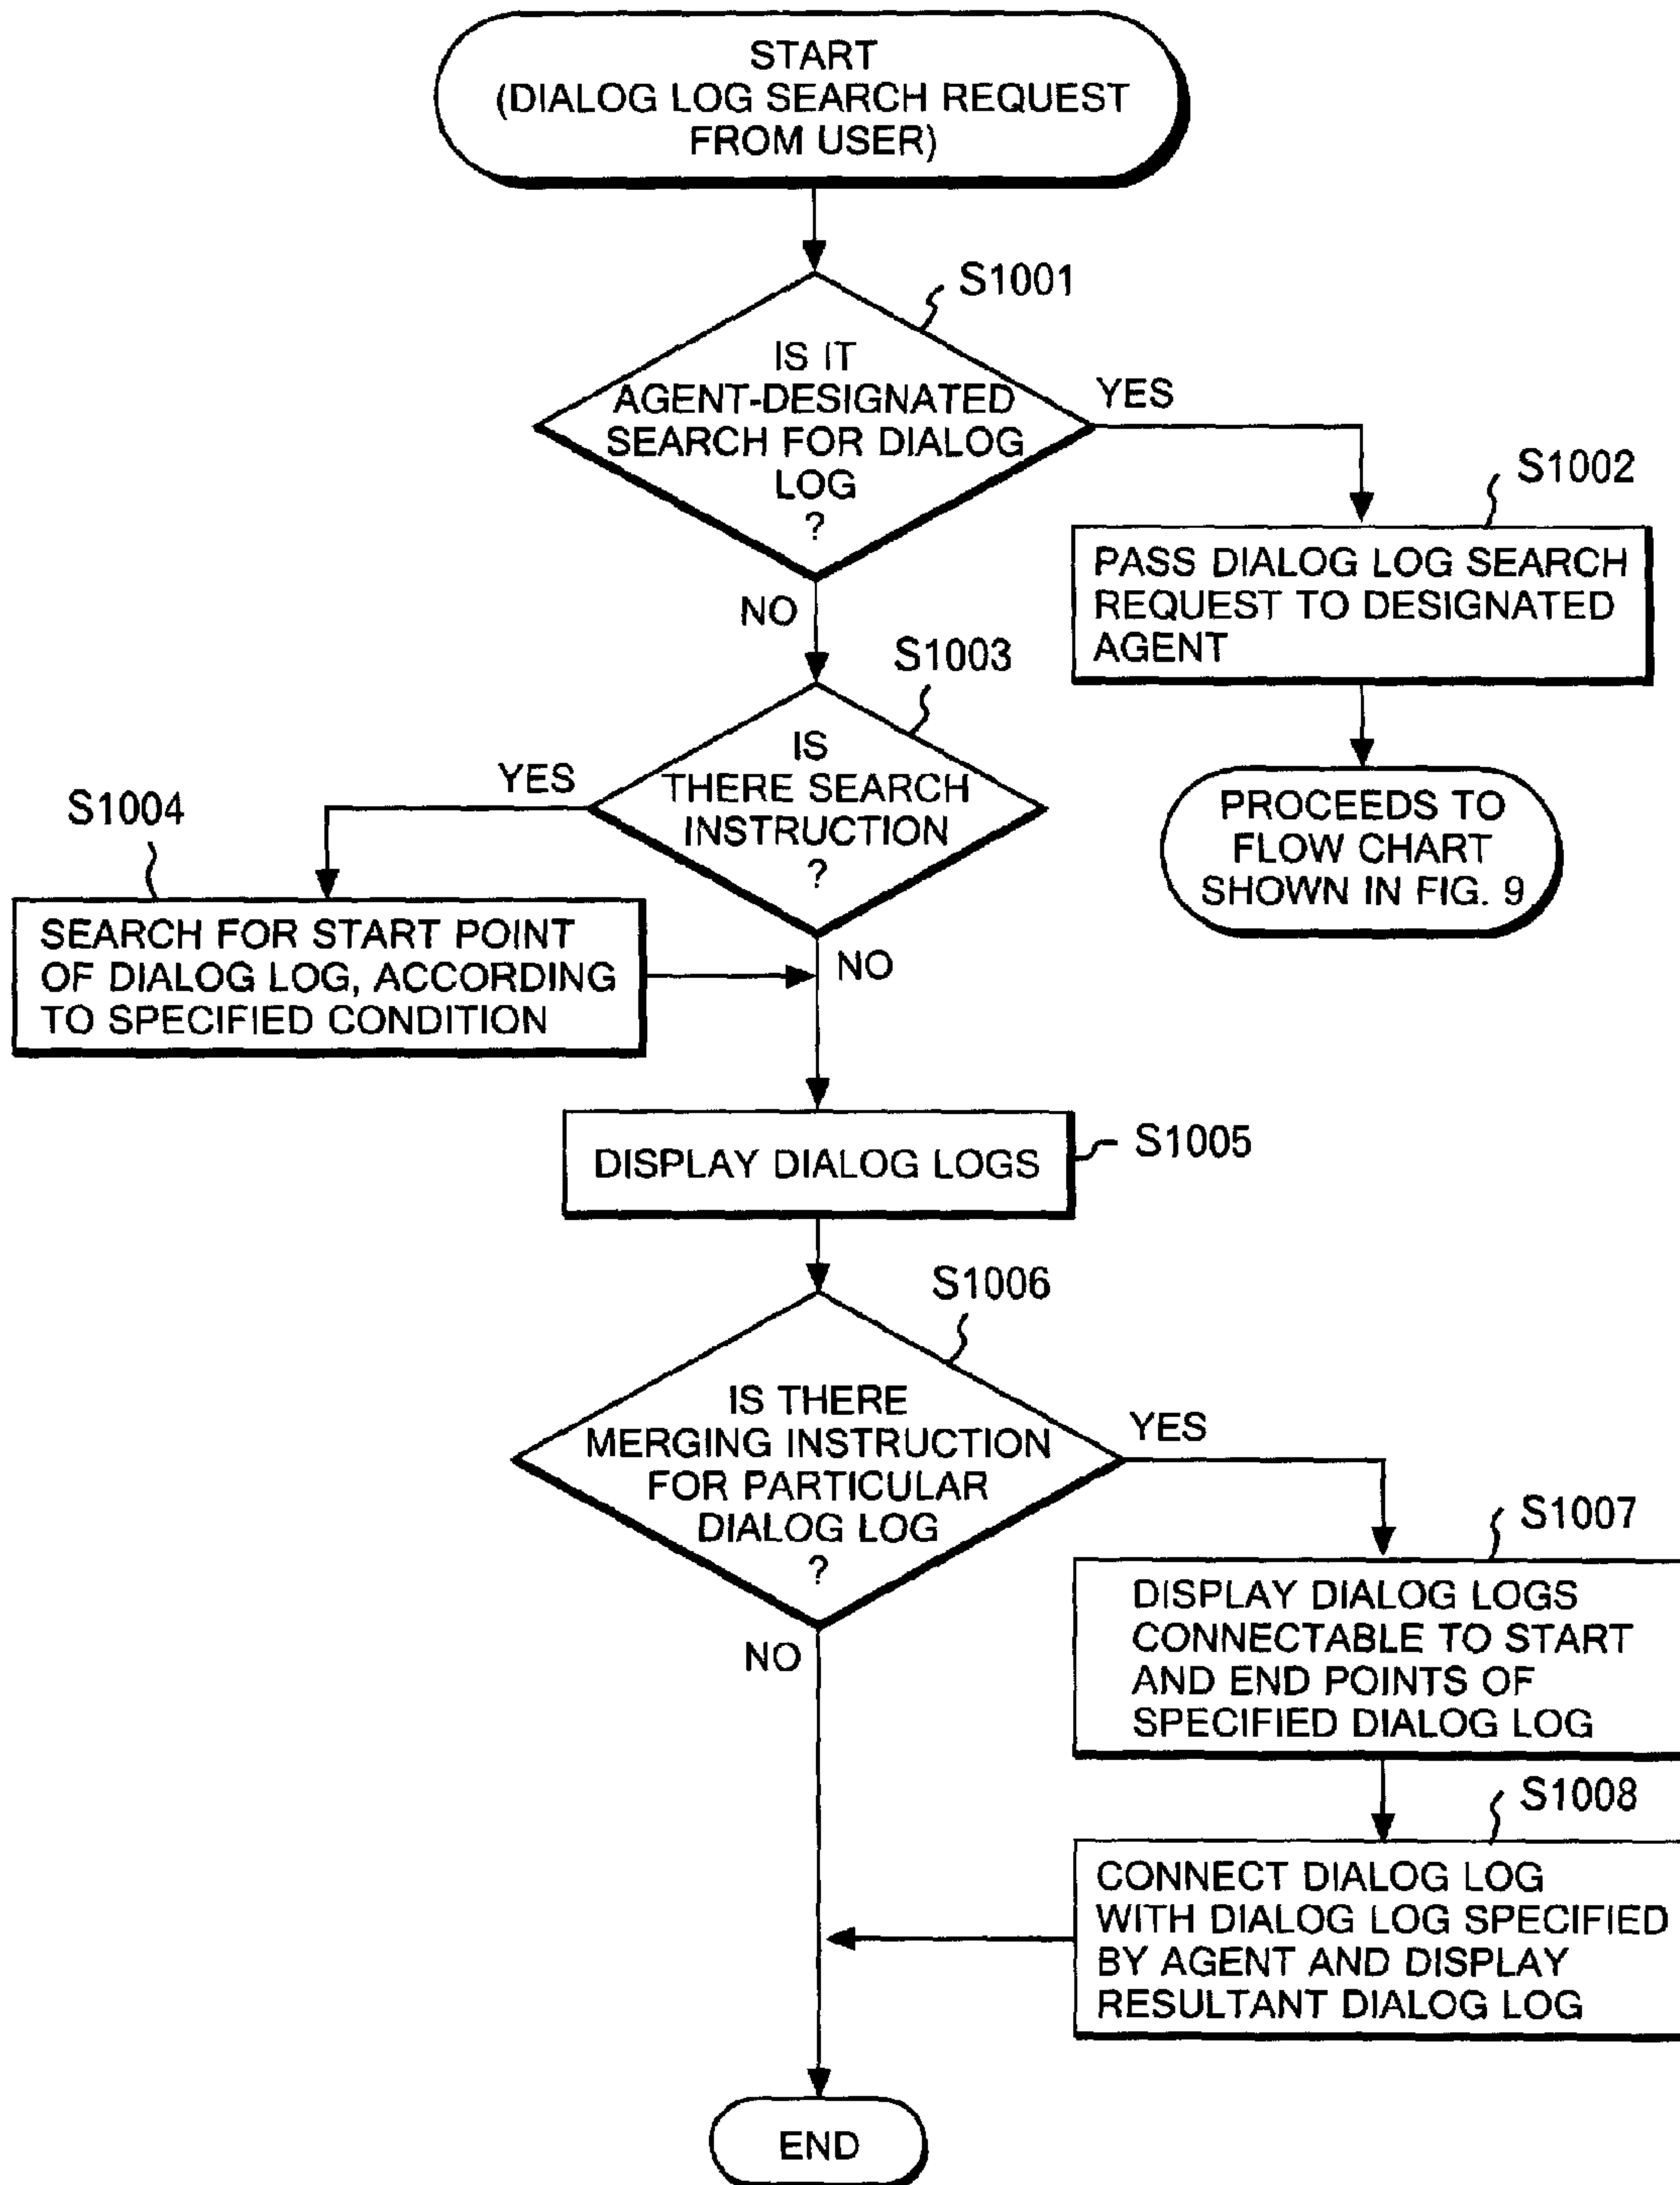 START
(DIALOG LOG SEARCH REQUEST
FROM USER)
S1001
IS IT
AGENT-DESIGNATED
SEARCH FOR DIALOG
LOG
?
YES
NO
S1002
PASS DIALOG LOG SEARCH
REQUEST TO DESIGNATED
AGENT
PROCEEDS TO
FLOW CHART
SHOWN IN FIG. 9
S1003
IS
THERE SEARCH
INSTRUCTION
?
YES
NO
S1004
SEARCH FOR START POINT
OF DIALOG LOG, ACCORDING
TO SPECIFIED CONDITION
DISPLAY DIALOG LOGS
S1005
S1006
IS THERE
MERGING INSTRUCTION
FOR PARTICULAR
DIALOG LOG
?
YES
NO
S1007
DISPLAY DIALOG LOGS
CONNECTABLE TO START
AND END POINTS OF
SPECIFIED DIALOG LOG
S1008
CONNECT DIALOG LOG
WITH DIALOG LOG SPECIFIED
BY AGENT AND DISPLAY
RESULTANT DIALOG LOG
END